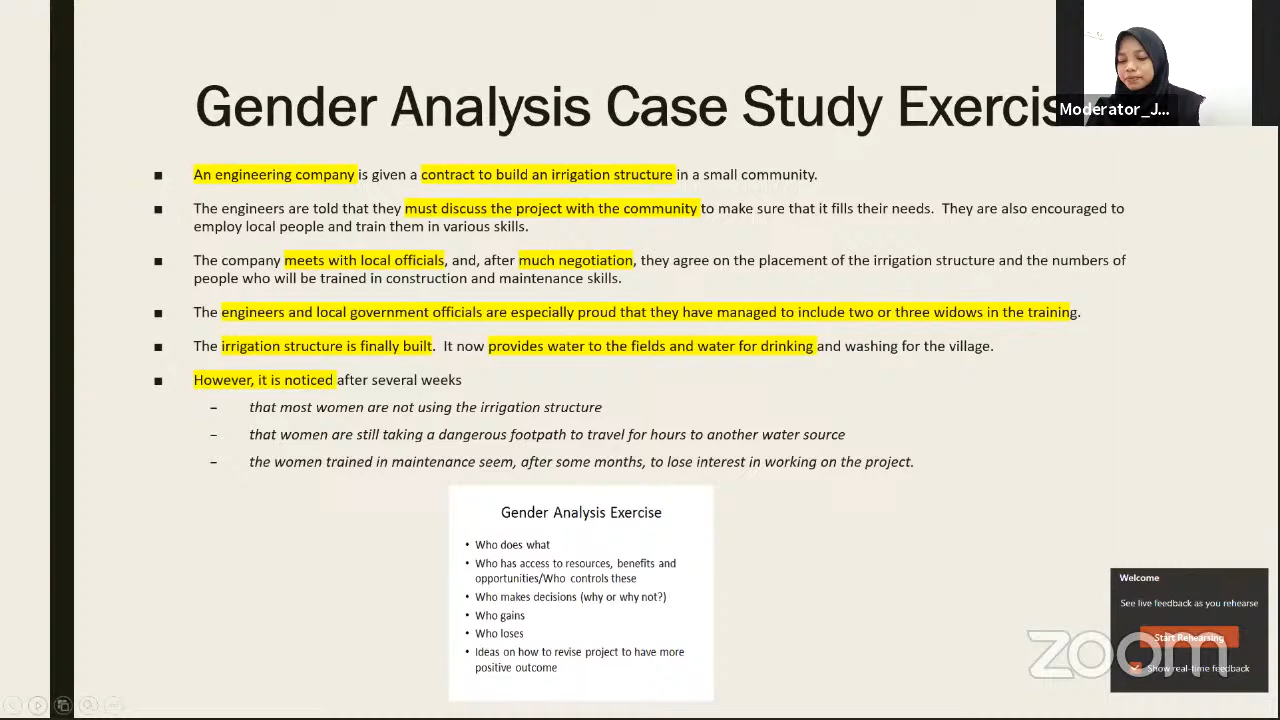 Gender Analysis Case Study Exercis
Moderator_J...
■ An engineering company is given a contract to build an irrigation structure in a small community.
■ The engineers are told that they must discuss the project with the community to make sure that it fills their needs. They are also encouraged to
employ local people and train them in various skills.
■ The company meets with local officials, and, after much negotiation, they agree on the placement of the irrigation structure and the numbers of
people who will be trained in construction and maintenance skills.
■ The engineers and local government officials are especially proud that they have managed to include two or three widows in the training.
■ The irrigation structure is finally built. It now provides water to the fields and water for drinking and washing for the village.
■ However, it is noticed after several weeks
– that most women are not using the irrigation structure
– that women are still taking a dangerous footpath to travel for hours to another water source
– the women trained in maintenance seem, after some months, to lose interest in working on the project.
Gender Analysis Exercise
• Who does what
• Who has access to resources, benefits and
opportunities/Who controls these
• Who makes decisions (why or why not?)
• Who gains
• Who loses
• Ideas on how to revise project to have more
positive outcome
Welcome
See live feedback as you rehearse
Start Rehearsing
Show real-time feedback
zoom